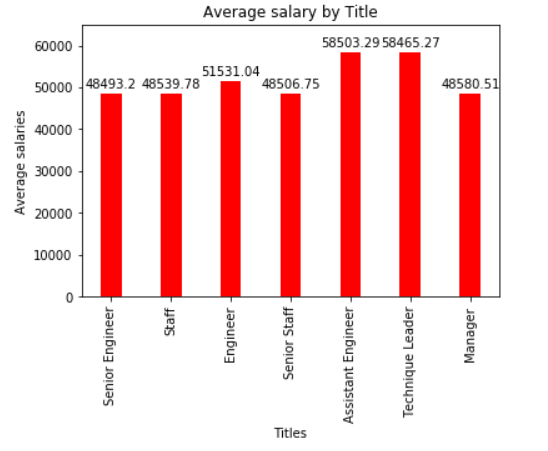 Average salary by Title
Average salaries
60000
50000
40000
30000
20000
10000
0
48493.2
48539.78
51531.04
48506.75
58503.29
58465.27
48580.51
Senior Engineer
Staff
Engineer
Senior Staff
Assistant Engineer
Technique Leader
Manager
Titles